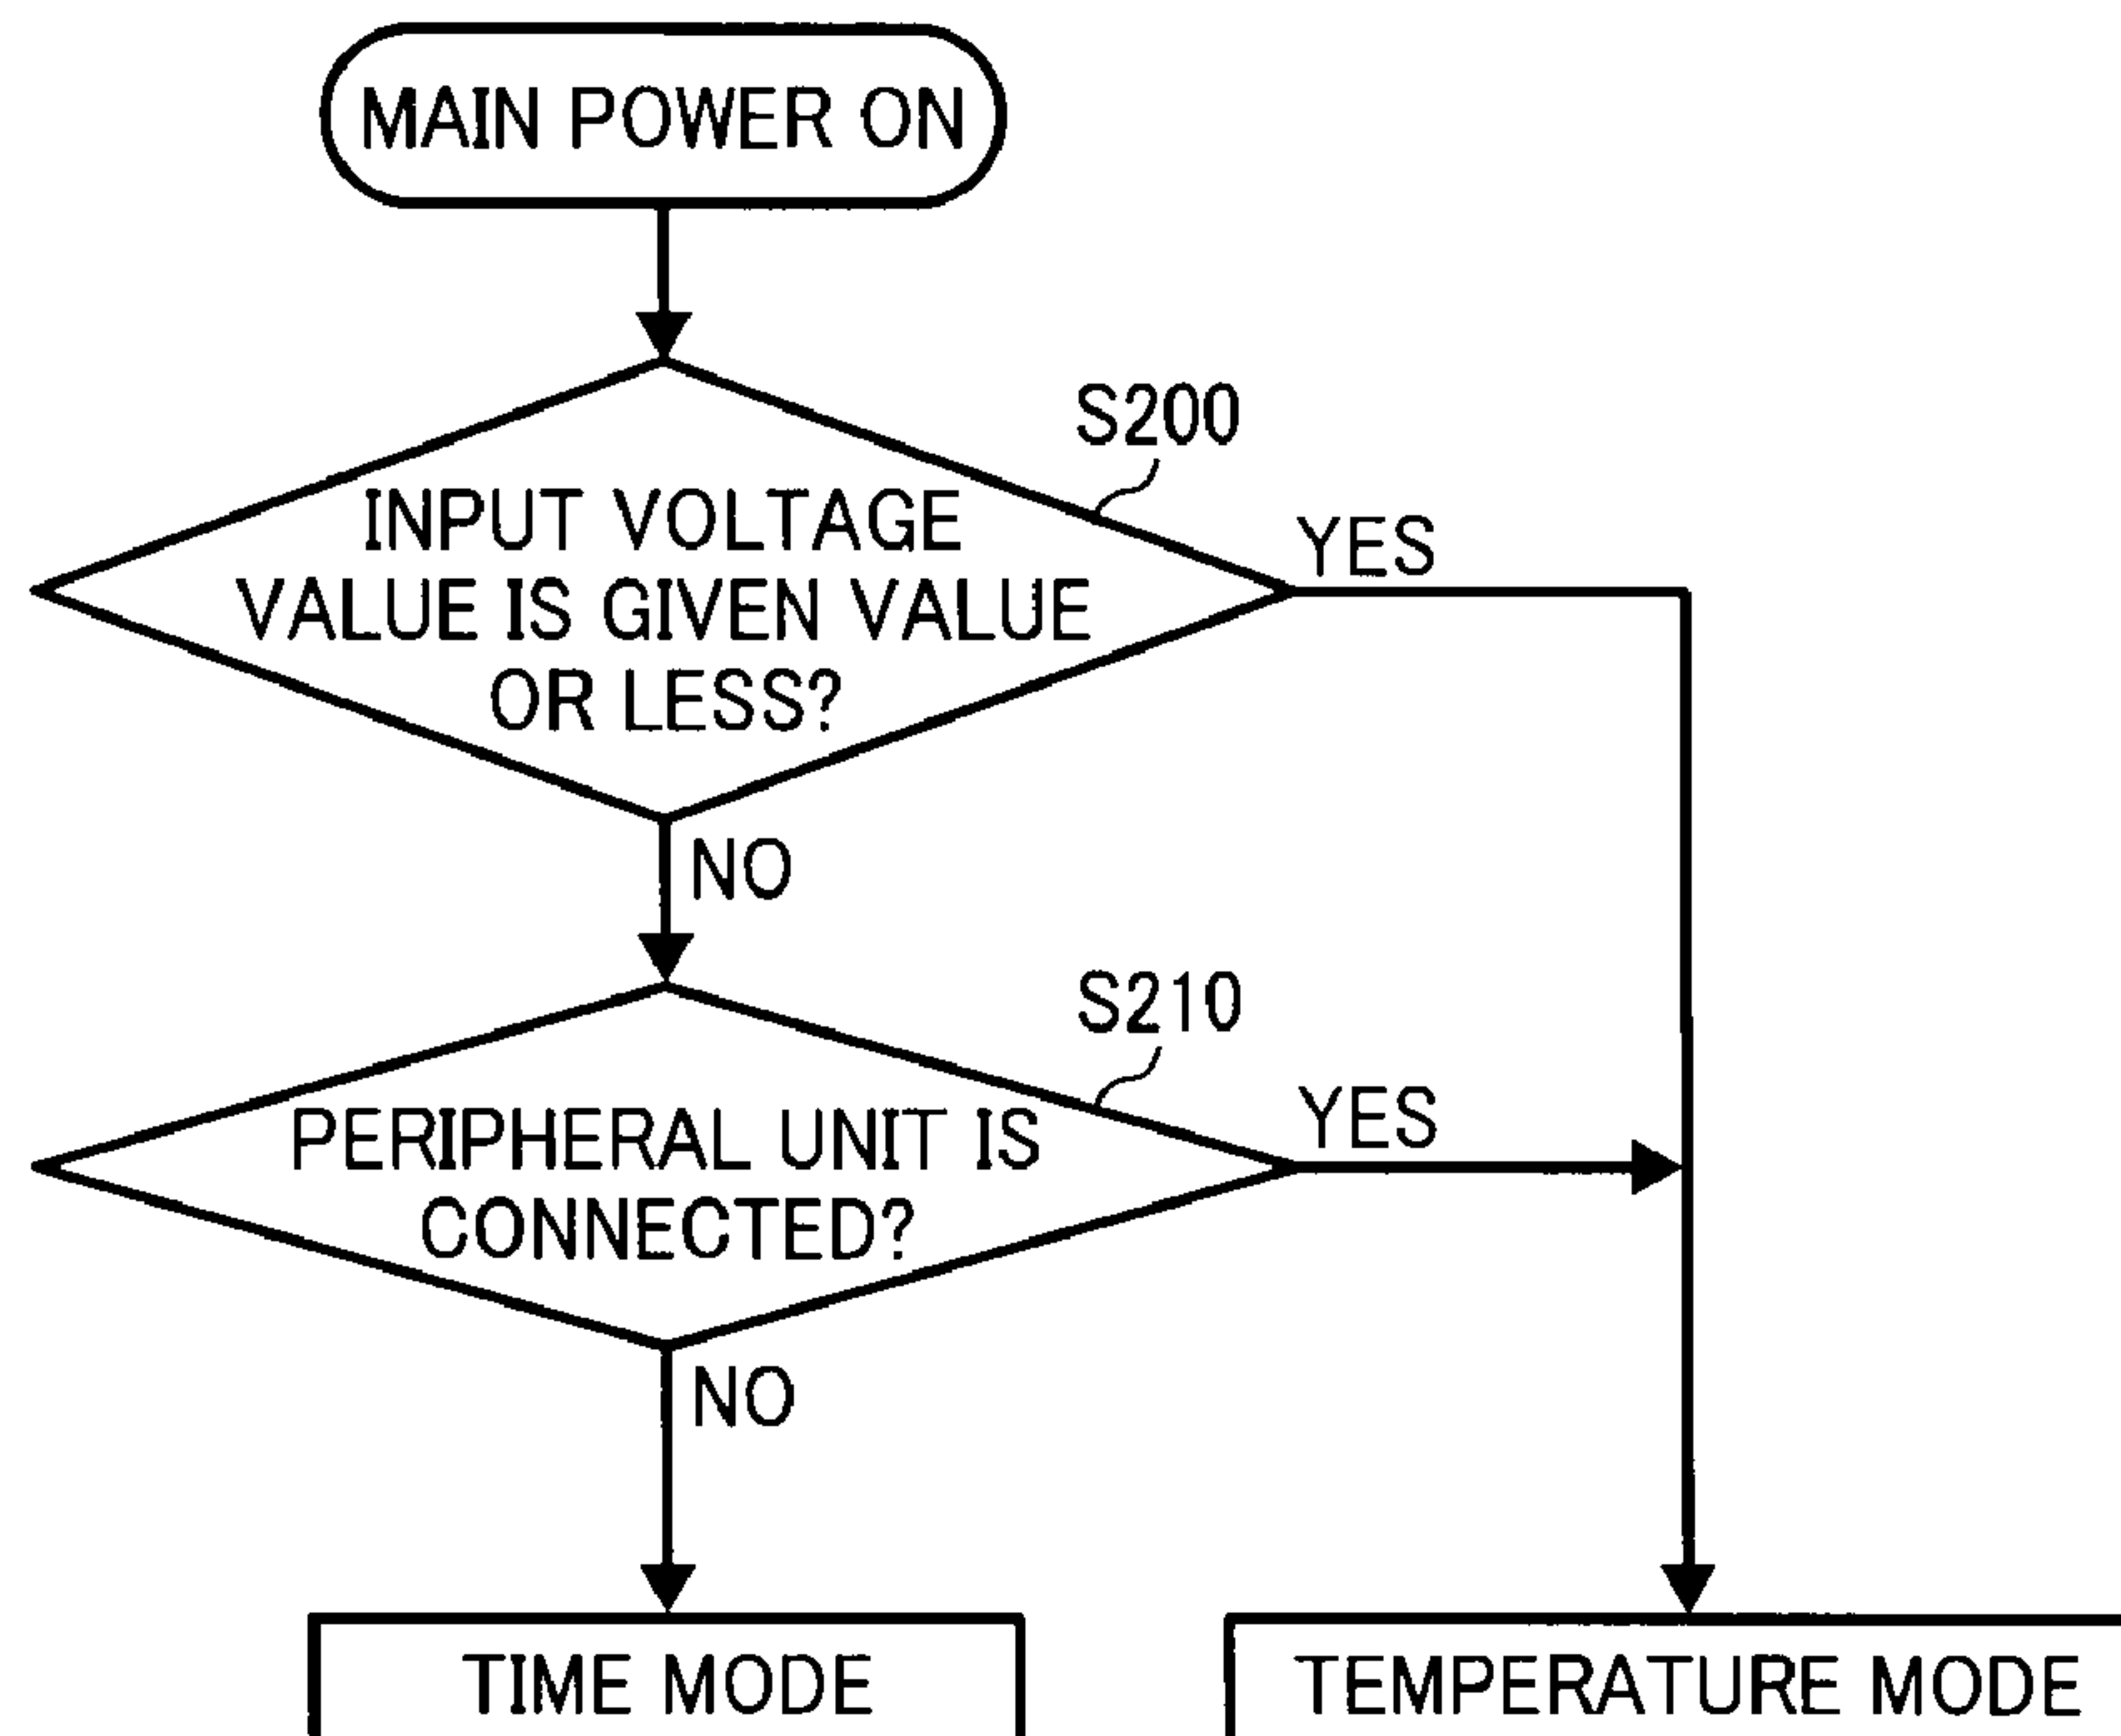 MAIN POWER ON
S200
INPUT VOLTAGE
VALUE IS GIVEN VALUE
OR LESS?
YES
NO
S210
PERIPHERAL UNIT IS
CONNECTED?
YES
NO
TIME MODE
TEMPERATURE MODE